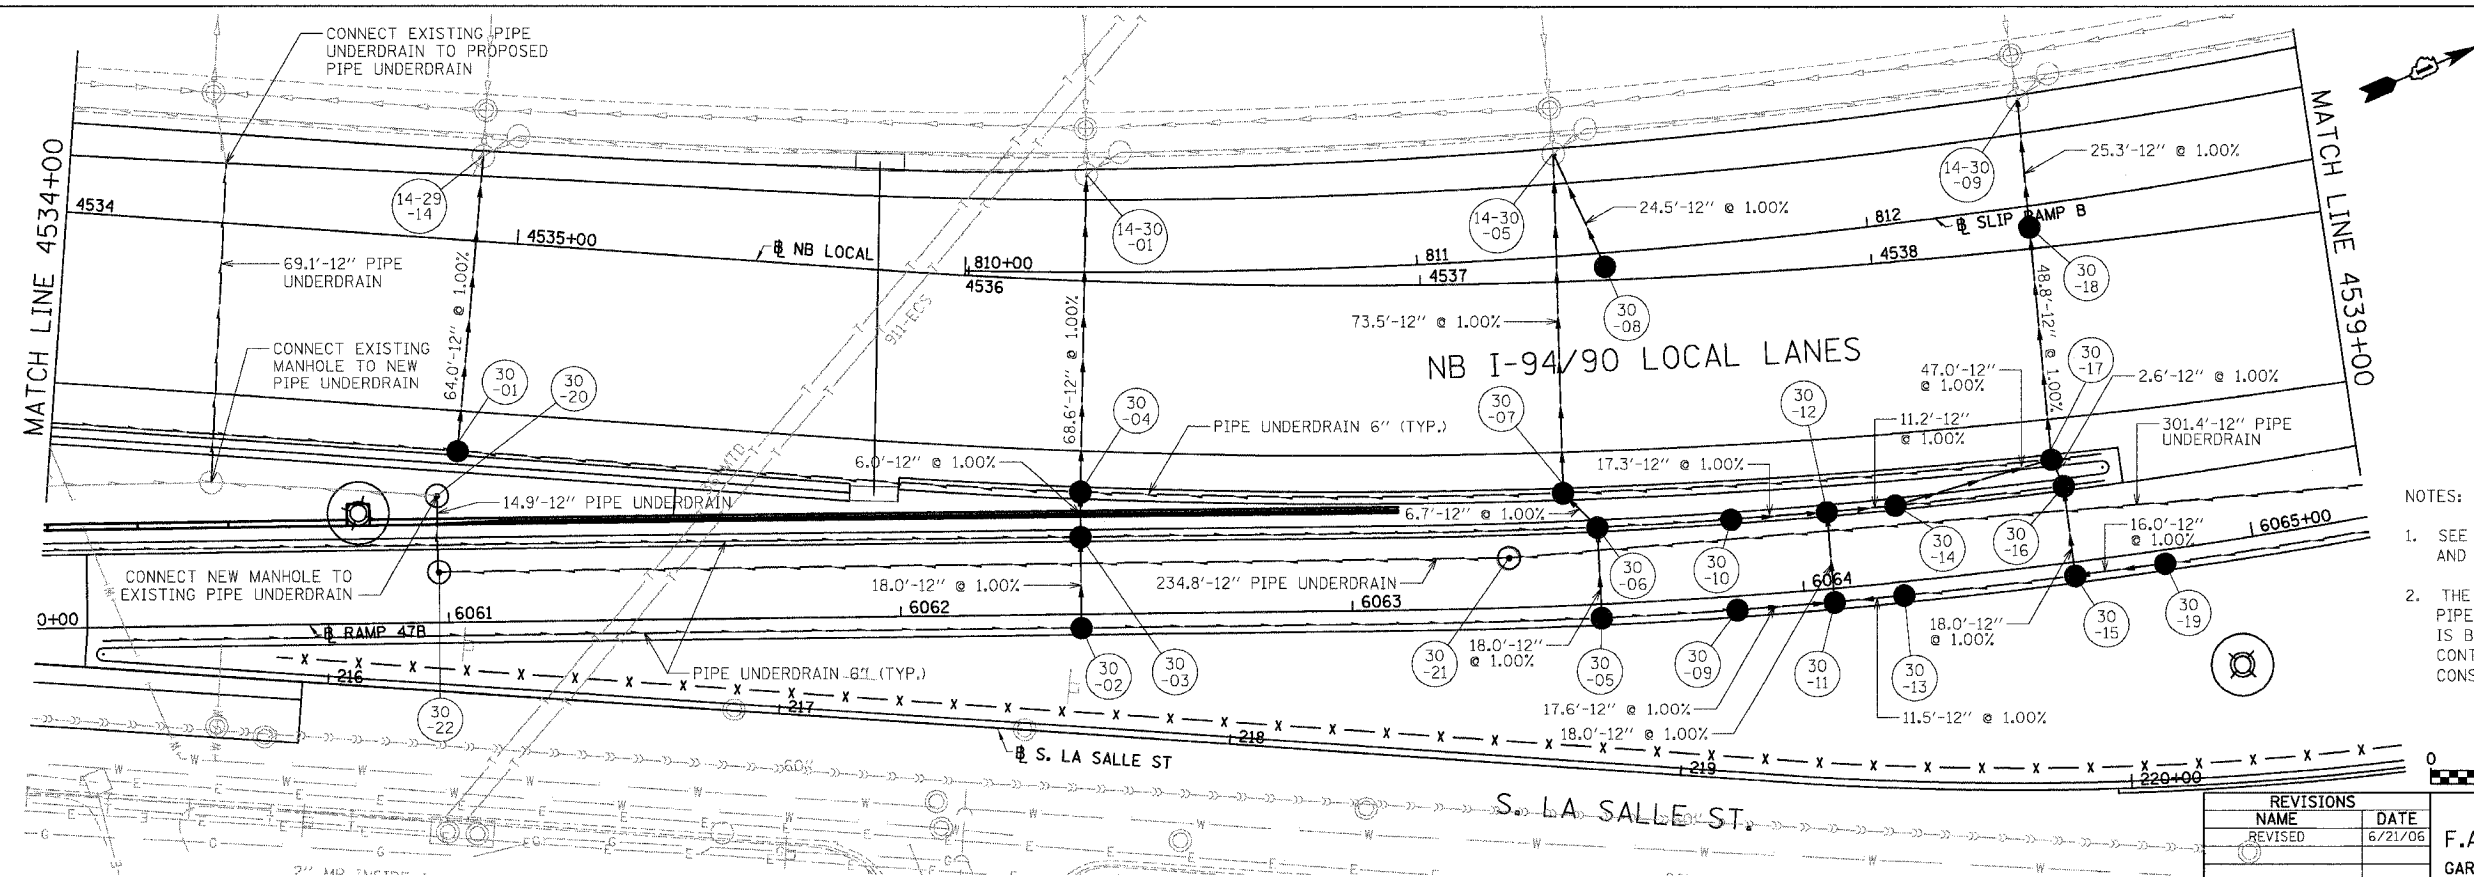 CONNECT EXISTING PIPE
UNDERDRAIN TO PROPOSED
PIPE UNDERDRAIN
MATCH LINE 4534+00
MATCH LINE 4539+00
14-29
-14
14-30
-01
14-30
-05
14-30
-09
25.3'-12" @ 1.00%
24.5'-12" @ 1.00%
4534
4535+00
℄ NB LOCAL
810+00
4536
811
4537
812
4538
℄ SLIP RAMP B
69.1'-12" PIPE
UNDERDRAIN
64.0'-12" @ 1.00%
68.6'-12" @ 1.00%
73.5'-12" @ 1.00%
48.8'-12" @ 1.00%
911-ECS
30
-08
30
-18
NB I-94/90 LOCAL LANES
CONNECT EXISTING
MANHOLE TO NEW
PIPE UNDERDRAIN
30
-01
30
-20
30
-04
30
-07
30
-12
30
-17
47.0'-12"
@ 1.00%
2.6'-12" @ 1.00%
11.2'-12"
@ 1.00%
301.4'-12" PIPE
UNDERDRAIN
PIPE UNDERDRAIN 6" (TYP.)
6.0'-12" @ 1.00%
17.3'-12" @ 1.00%
14.9'-12" PIPE UNDERDRAIN
6.7'-12" @ 1.00%
16.0'-12"
@ 1.00%
6065+00
NOTES:
1. SEE
AND
2. THE
PIPE
IS B
CONT
CONS
CONNECT NEW MANHOLE TO
EXISTING PIPE UNDERDRAIN
18.0'-12" @ 1.00%
234.8'-12" PIPE UNDERDRAIN
30
-06
30
-10
30
-14
30
-16
0+00
℄ RAMP 47B
6061
6062
6063
6064
18.0'-12"
@ 1.00%
18.0'-12"
@ 1.00%
PIPE UNDERDRAIN 6" (TYP.)
30
-22
30
-02
30
-03
30
-21
30
-05
30
-09
30
-11
30
-13
30
-15
30
-19
17.6'-12" @ 1.00%
18.0'-12" @ 1.00%
11.5'-12" @ 1.00%
216
217
218
219
220+00
℄ S. LA SALLE ST
S. LA SALLE ST.
0
REVISIONS
NAME DATE
REVISED 6/21/06
F.A
GAR